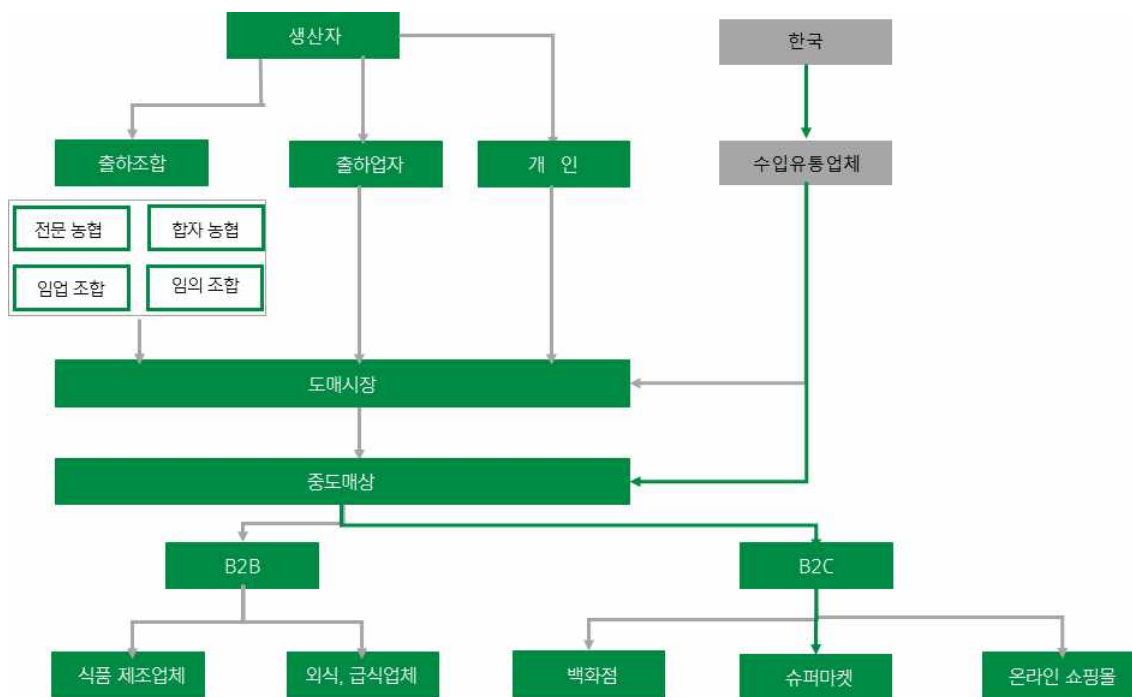 생산자
한국
출하조합
출하업자
개 인
수입유통업체
전문 농협
합자 농협
임업 조합
임의 조합
도매시장
중도매상
B2B
B2C
식품 제조업체
외식, 급식업체
백화점
슈퍼마켓
온라인 쇼핑몰